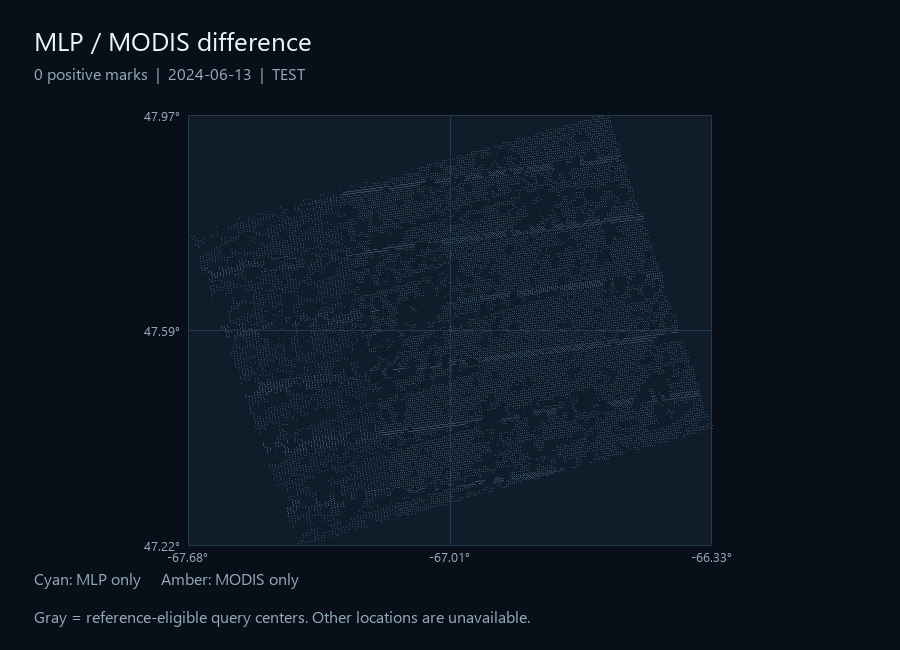 MLP / MODIS difference
0 positive marks | 2024-06-13 | TEST
47.97°
47.59°
47.22°
-67.68° -67.01° -66.33°
Cyan: MLP only Amber: MODIS only
Gray = reference-eligible query centers. Other locations are unavailable.